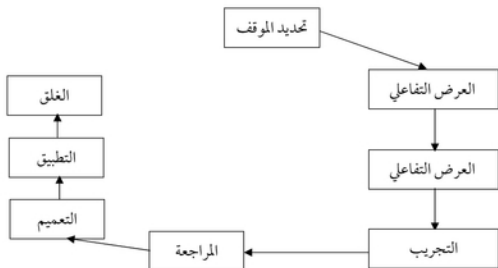 تحديد الموقف
العرض التفاعلي
العرض التفاعلي
التجريب
المراجعة
التعميم
التطبيق
الغلق